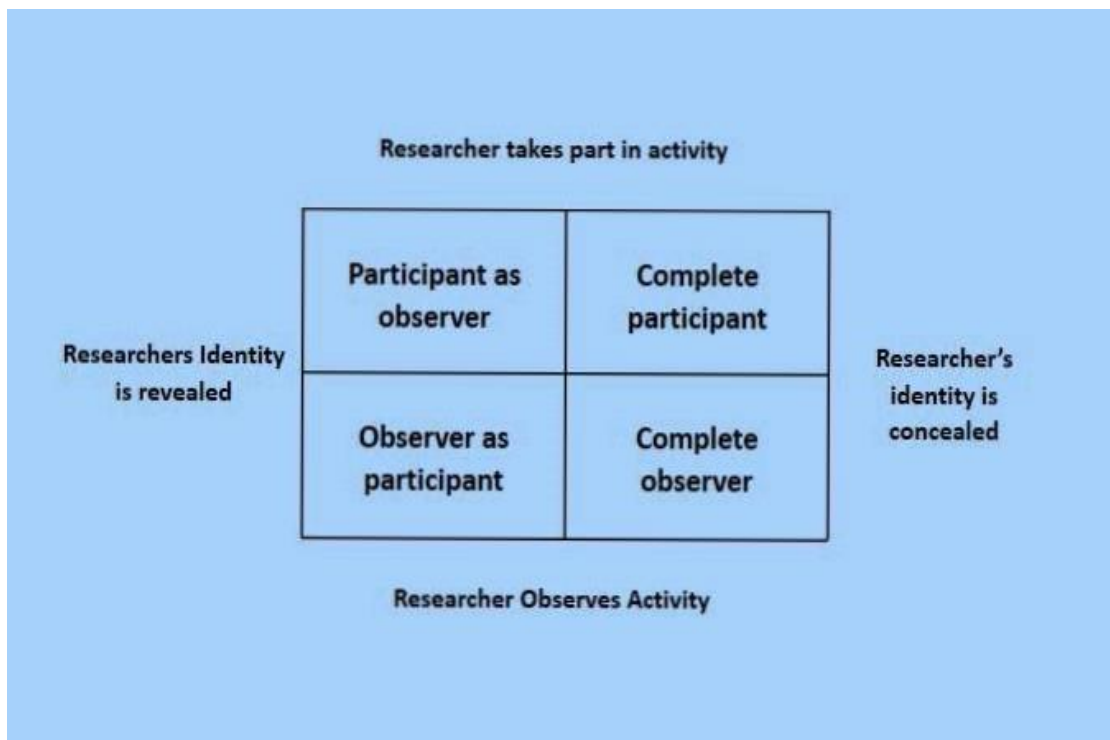 Researcher takes part in activity
Participant as
observer
Complete
participant
Researchers Identity
is revealed
Researcher’s
identity is
concealed
Observer as
participant
Complete
observer
Researcher Observes Activity